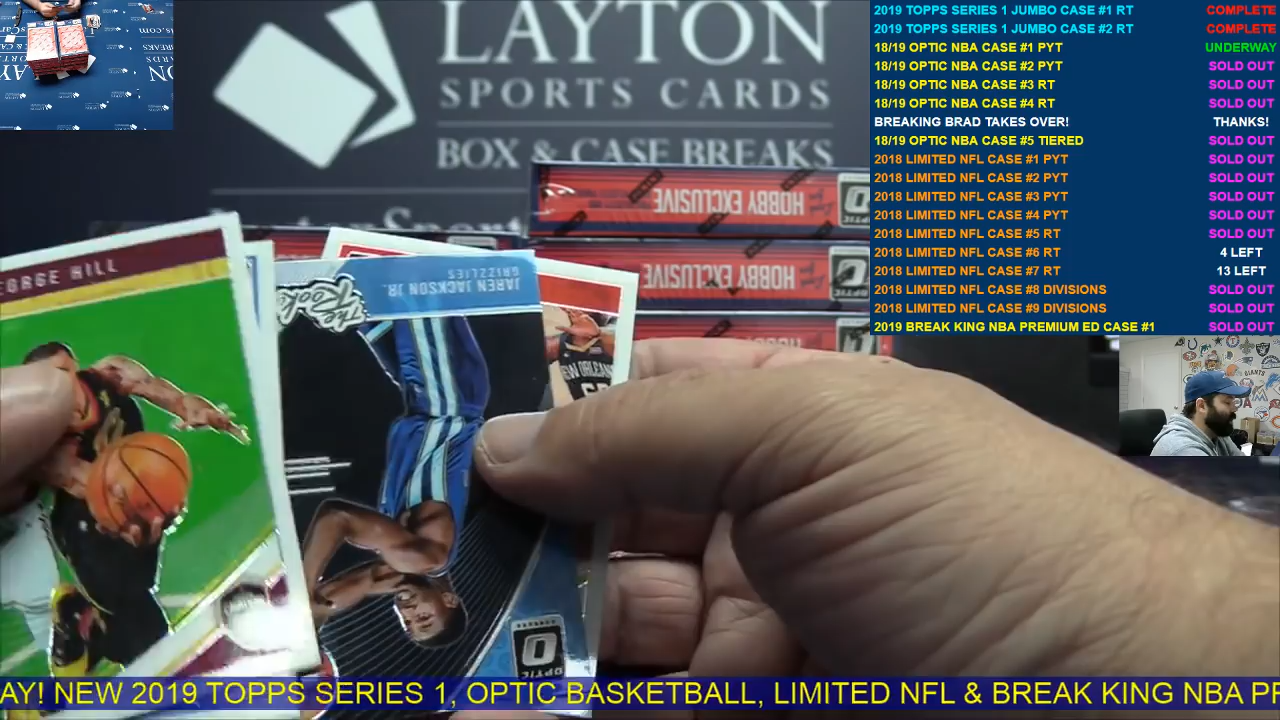 LAYTON
SPORTS CARDS
BOX & CASE BREAKS
HOBBY EXCLUSIVE
HOBBY EXCLUSIVE
OPTIC
GEORGE HILL
JAREN JACKSON JR.
GRIZZLIES
The Rookies
NEW ORLEANS
OPTIC
2019 TOPPS SERIES 1 JUMBO CASE #1 RT COMPLETE
2019 TOPPS SERIES 1 JUMBO CASE #2 RT COMPLETE
18/19 OPTIC NBA CASE #1 PYT UNDERWAY
18/19 OPTIC NBA CASE #2 PYT SOLD OUT
18/19 OPTIC NBA CASE #3 RT SOLD OUT
18/19 OPTIC NBA CASE #4 RT SOLD OUT
BREAKING BRAD TAKES OVER! THANKS!
18/19 OPTIC NBA CASE #5 TIERED SOLD OUT
2018 LIMITED NFL CASE #1 PYT SOLD OUT
2018 LIMITED NFL CASE #2 PYT SOLD OUT
2018 LIMITED NFL CASE #3 PYT SOLD OUT
2018 LIMITED NFL CASE #4 PYT SOLD OUT
2018 LIMITED NFL CASE #5 RT SOLD OUT
2018 LIMITED NFL CASE #6 RT 4 LEFT
2018 LIMITED NFL CASE #7 RT 13 LEFT
2018 LIMITED NFL CASE #8 DIVISIONS SOLD OUT
2018 LIMITED NFL CASE #9 DIVISIONS SOLD OUT
2019 BREAK KING NBA PREMIUM ED CASE #1 SOLD OUT
AY! NEW 2019 TOPPS SERIES 1, OPTIC BASKETBALL, LIMITED NFL & BREAK KING NBA PR